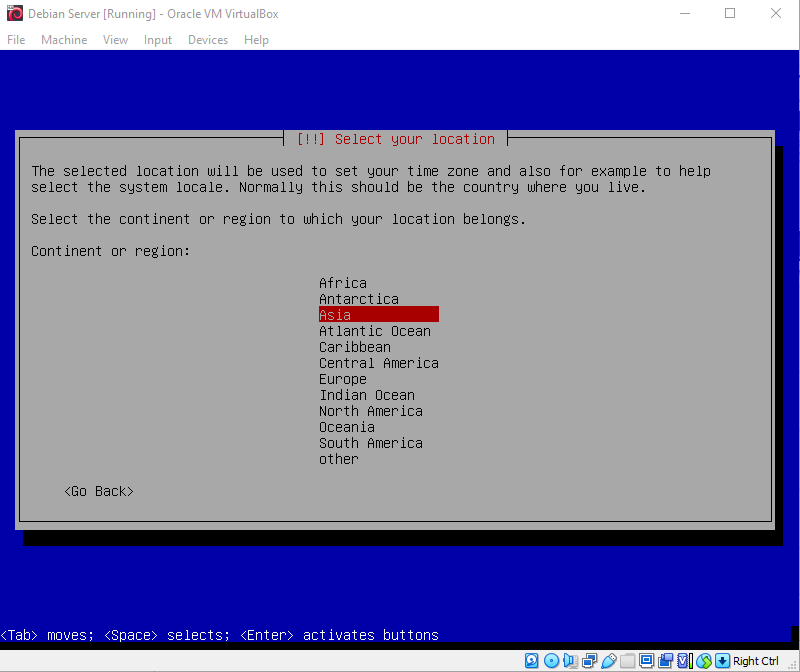 Debian Server [Running] - Oracle VM VirtualBox
File Machine View Input Devices Help
[!!] Select your location
The selected location will be used to set your time zone and also for example to help
select the system locale. Normally this should be the country where you live.
Select the continent or region to which your location belongs.
Continent or region:
Africa
Antarctica
Asia
Atlantic Ocean
Caribbean
Central America
Europe
Indian Ocean
North America
Oceania
South America
other
<Go Back>
<Tab> moves; <Space> selects; <Enter> activates buttons
Right Ctrl